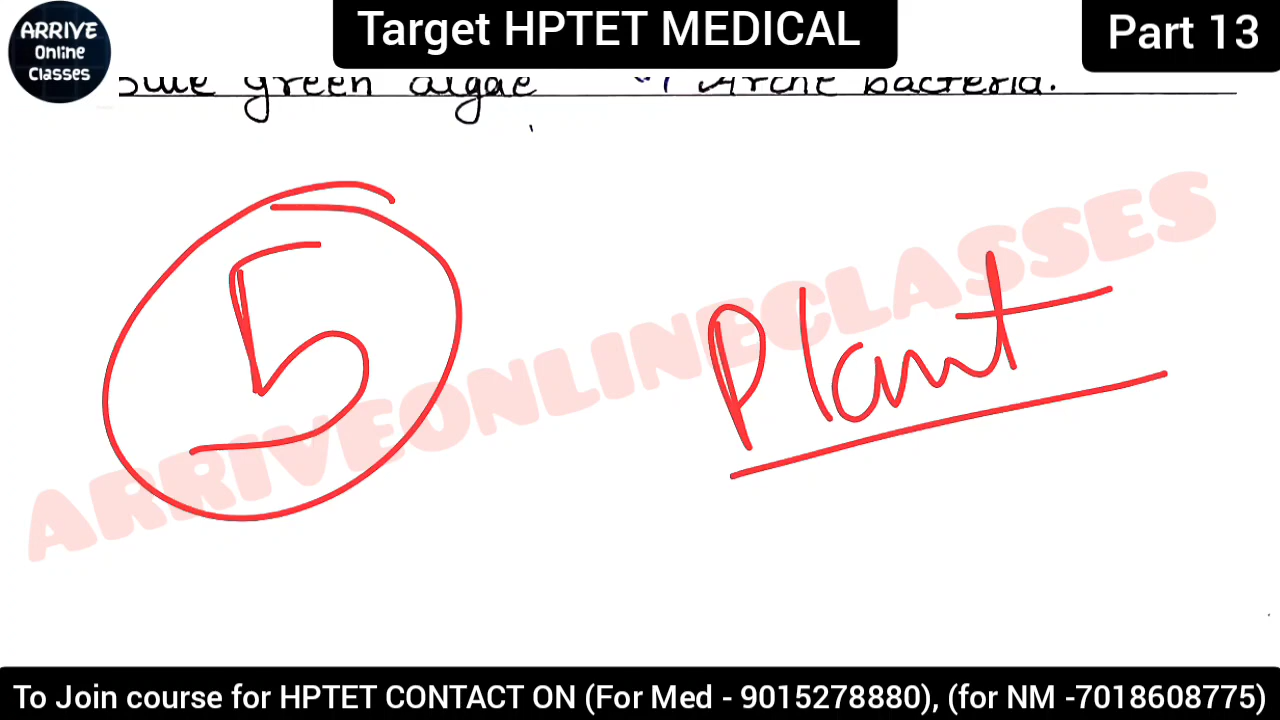 ARRIVE
Online
Classes
Target HPTET MEDICAL
Part 13
green algae Arche bacteria.
5
Plant
ARRIVEONLINECLASSES
To Join course for HPTET CONTACT ON (For Med - 9015278880), (for NM -7018608775)